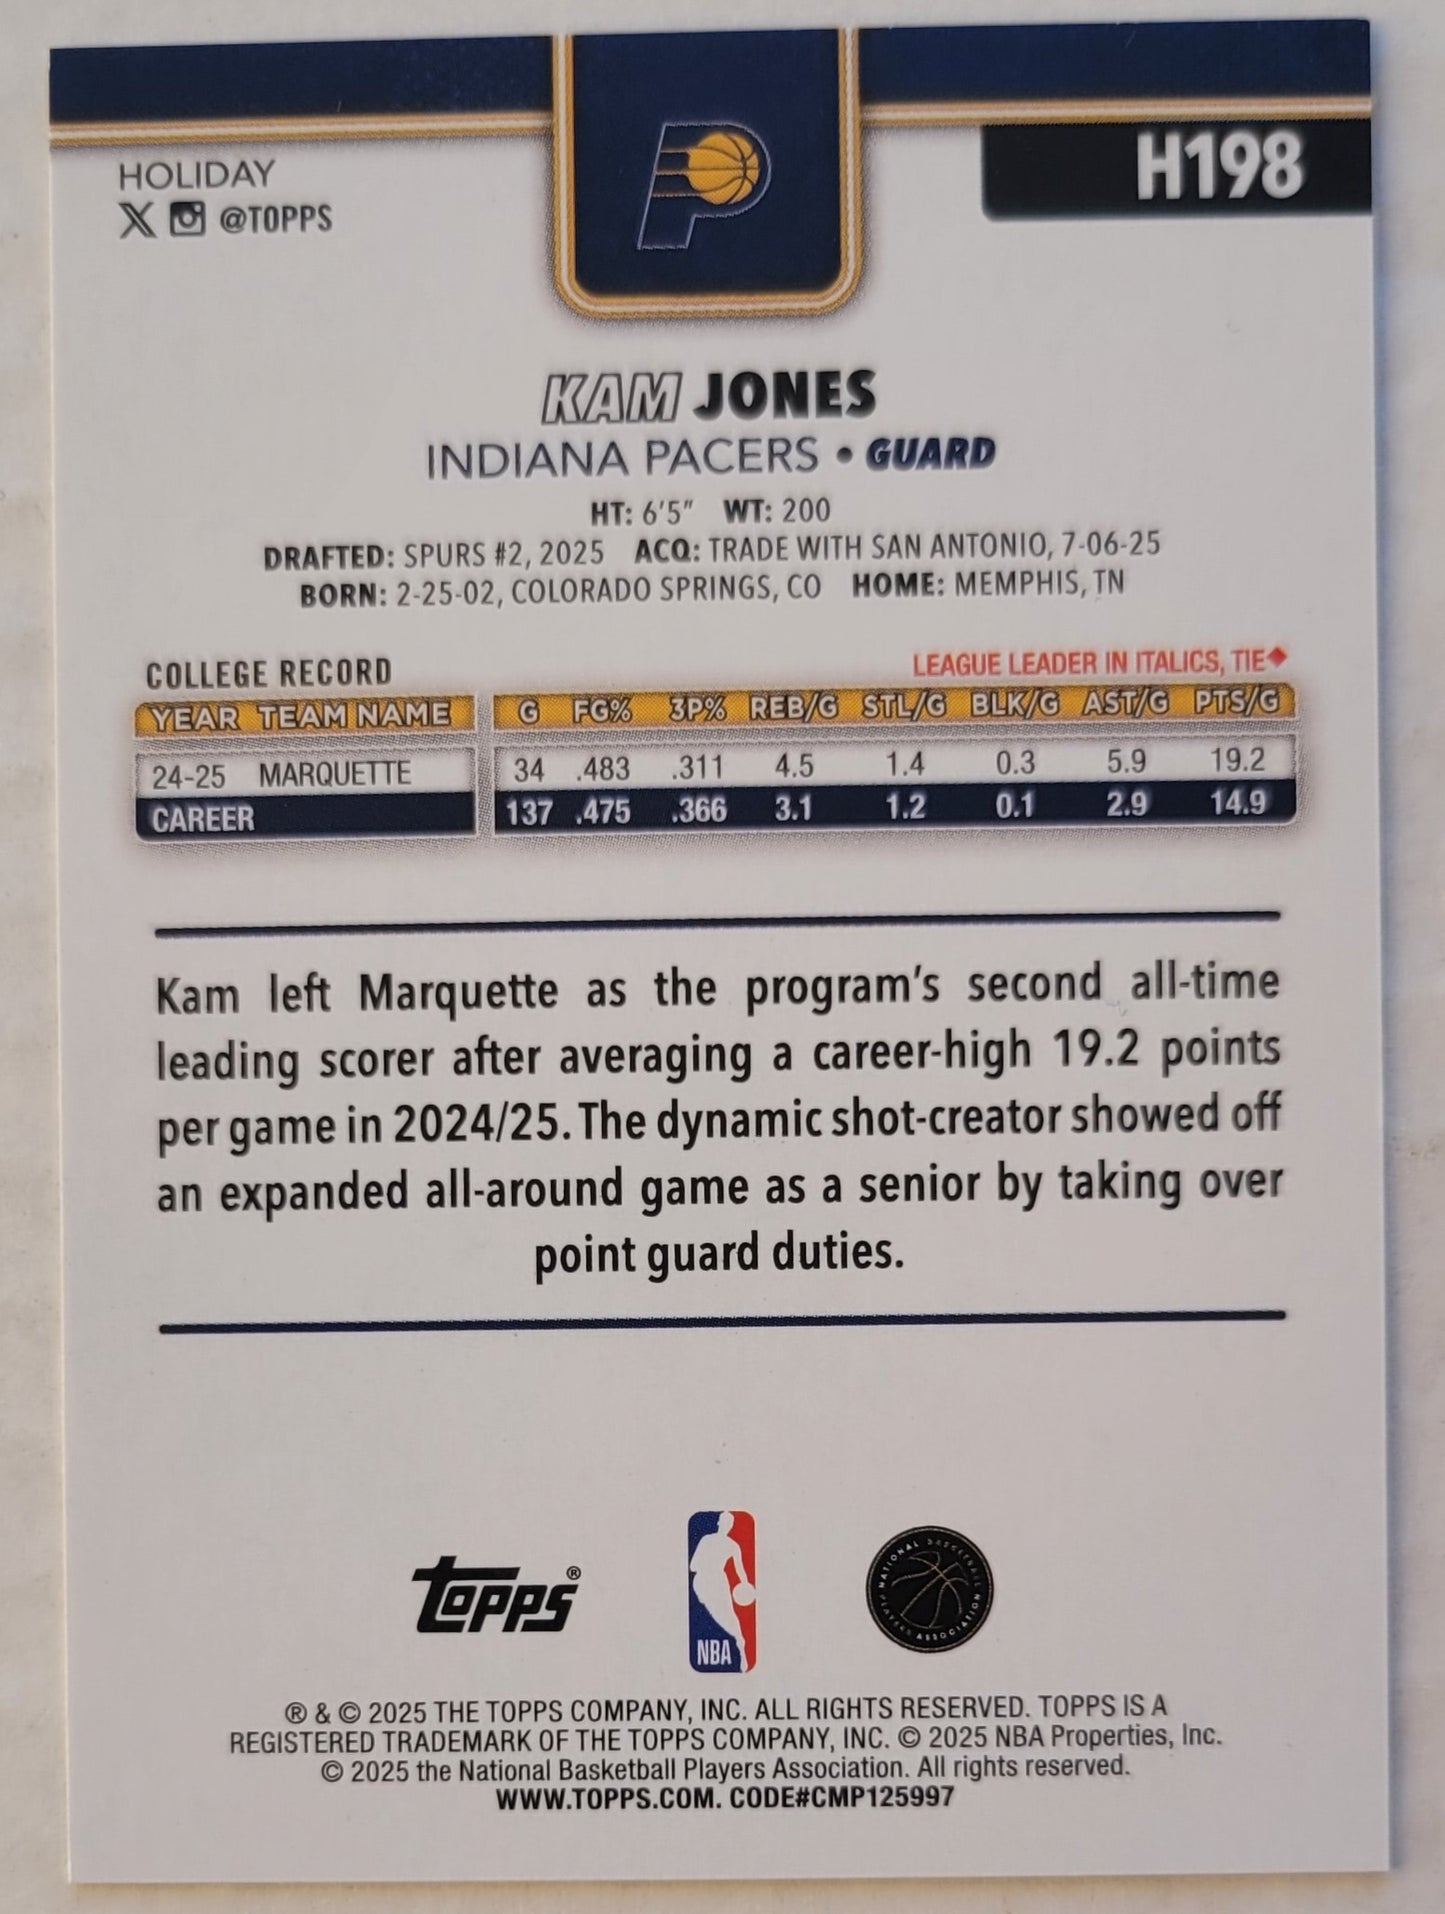 HOLIDAY
X @TOPPS
H198
KAM JONES
INDIANA PACERS • GUARD
HT: 6'5" WT: 200
DRAFTED: SPURS #2, 2025 ACQ: TRADE WITH SAN ANTONIO, 7-06-25
BORN: 2-25-02, COLORADO SPRINGS, CO HOME: MEMPHIS, TN
COLLEGE RECORD
LEAGUE LEADER IN ITALICS, TIE◆
YEAR TEAM NAME G FG% 3P% REB/G STL/G BLK/G AST/G PTS/G
24-25 MARQUETTE 34 .483 .311 4.5 1.4 0.3 5.9 19.2
CAREER 137 .475 .366 3.1 1.2 0.1 2.9 14.9
Kam left Marquette as the program's second all-time
leading scorer after averaging a career-high 19.2 points
per game in 2024/25. The dynamic shot-creator showed off
an expanded all-around game as a senior by taking over
point guard duties.
Topps®
NBA
NATIONAL BASKETBALL PLAYERS ASSOCIATION
® & © 2025 THE TOPPS COMPANY, INC. ALL RIGHTS RESERVED. TOPPS IS A
REGISTERED TRADEMARK OF THE TOPPS COMPANY, INC. © 2025 NBA Properties, Inc.
© 2025 the National Basketball Players Association. All rights reserved.
WWW.TOPPS.COM. CODE#CMP125997